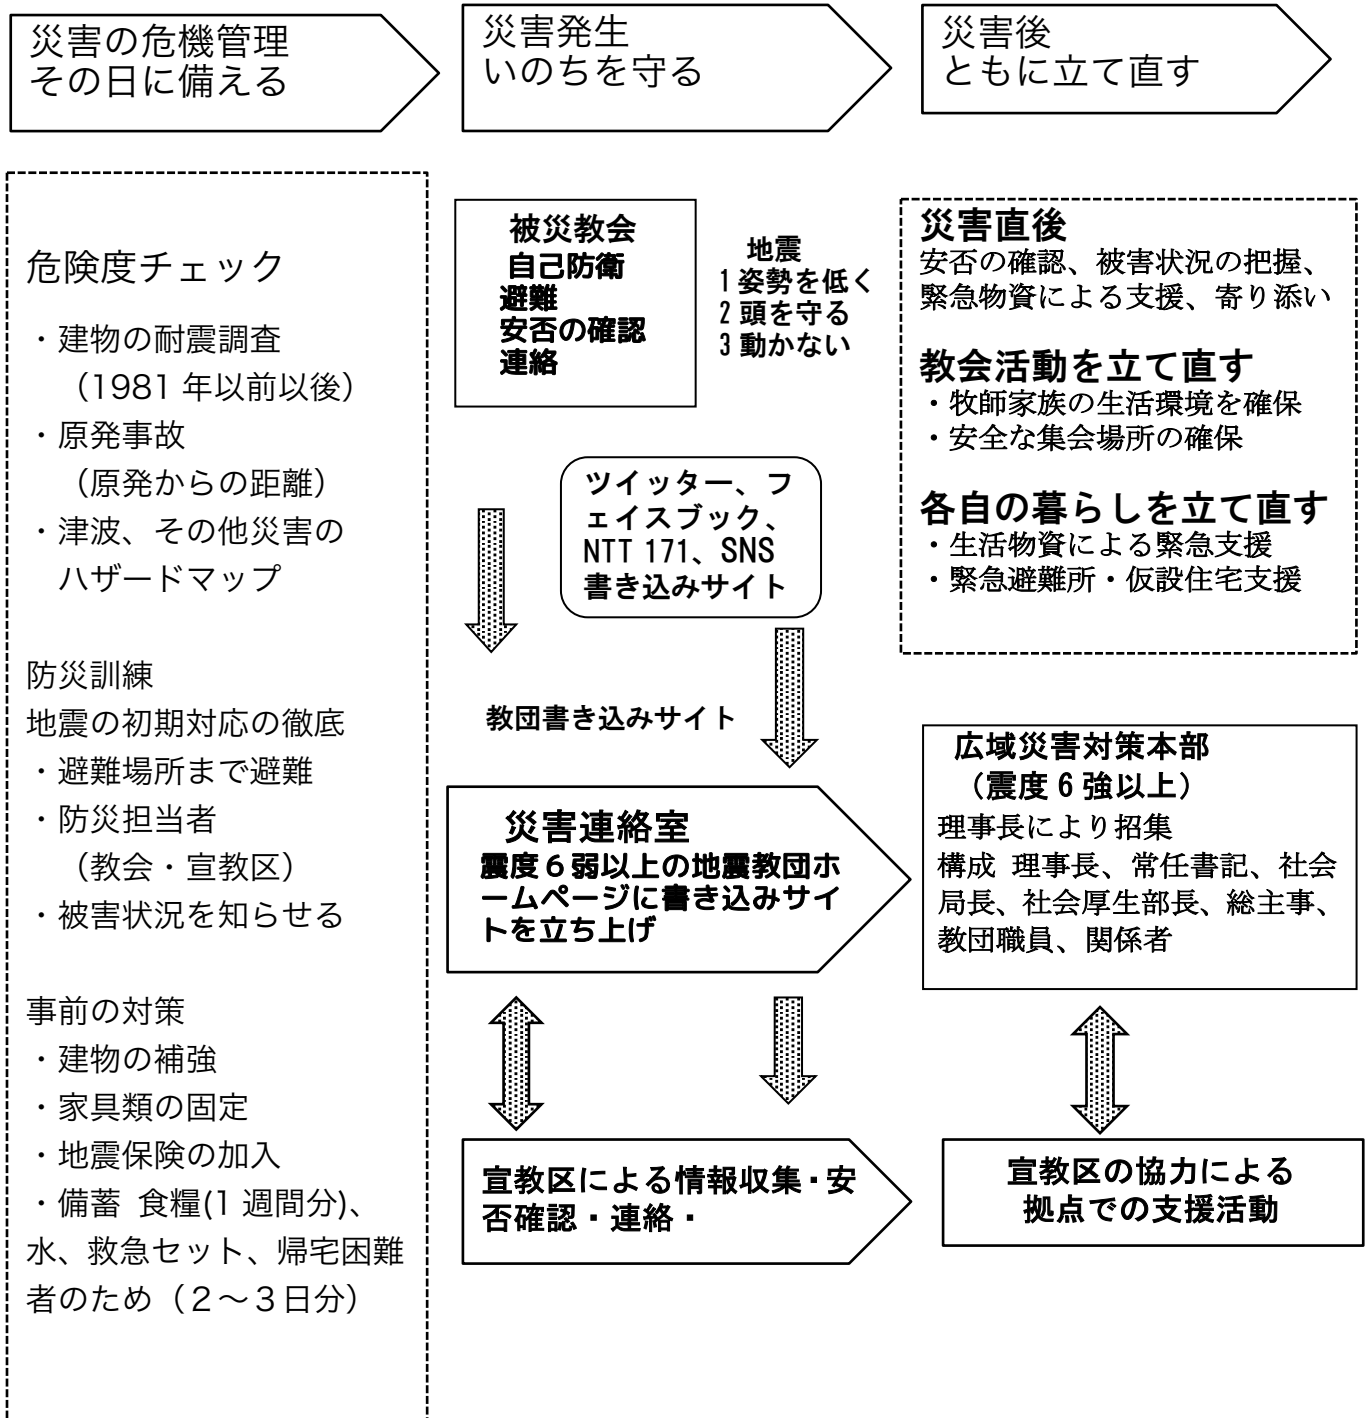 災害の危機管理
その日に備える
災害発生
いのちを守る
災害後
ともに立て直す
危険度チェック
・建物の耐震調査
（1981 年以前以後）
・原発事故
（原発からの距離）
・津波、その他災害の
ハザードマップ
防災訓練
地震の初期対応の徹底
・避難場所まで避難
・防災担当者
（教会・宣教区）
・被害状況を知らせる
事前の対策
・建物の補強
・家具類の固定
・地震保険の加入
・備蓄 食糧(1 週間分)、
水、救急セット、帰宅困難
者のため（２～３日分）
被災教会
自己防衛
避難
安否の確認
連絡
地震
1 姿勢を低く
2 頭を守る
3 動かない
ツイッター、フ
ェイスブック、
NTT 171、SNS
書き込みサイト
教団書き込みサイト
災害連絡室
震度６弱以上の地震教団ホ
ームページに書き込みサイ
トを立ち上げ
宣教区による情報収集・安
否確認・連絡・
災害直後
安否の確認、被害状況の把握、
緊急物資による支援、寄り添い
教会活動を立て直す
・牧師家族の生活環境を確保
・安全な集会場所の確保
各自の暮らしを立て直す
・生活物資による緊急支援
・緊急避難所・仮設住宅支援
広域災害対策本部
（震度 6 強以上）
理事長により招集
構成 理事長、常任書記、社会
局長、社会厚生部長、総主事、
教団職員、関係者
宣教区の協力による
拠点での支援活動